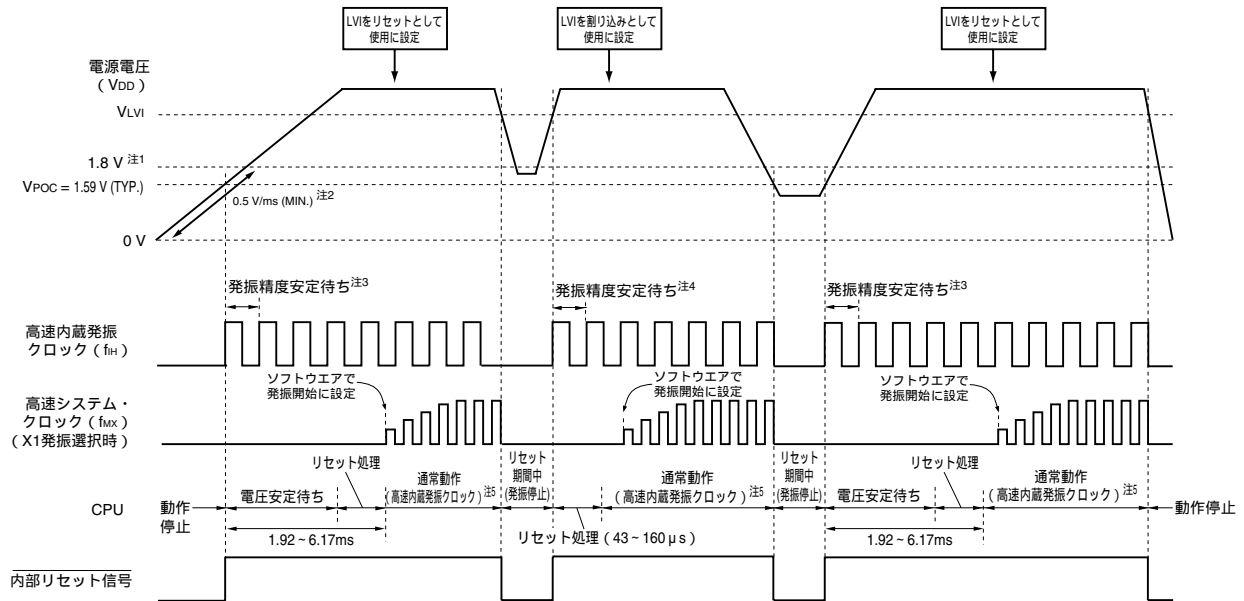 LVIをリセットとして
使用に設定
LVIを割り込みとして
使用に設定
LVIをリセットとして
使用に設定
電源電圧
（VDD）
VLVI
1.8 V 注1
VPOC = 1.59 V (TYP.)
0.5 V/ms (MIN.) 注2
0 V
発振精度安定待ち注3
発振精度安定待ち注4
発振精度安定待ち注3
高速内蔵発振
クロック（fIH）
ソフトウエアで
発振開始に設定
ソフトウエアで
発振開始に設定
ソフトウエアで
発振開始に設定
高速システム・
クロック（fMX）
（X1発振選択時）
CPU
動作
停止
電圧安定待ち
リセット処理
通常動作
(高速内蔵発振クロック) 注5
リセット
期間中
(発振停止)
通常動作
(高速内蔵発振クロック) 注5
リセット
期間中
(発振停止)
電圧安定待ち
リセット処理
通常動作
(高速内蔵発振クロック) 注5
動作停止
1.92 ~ 6.17ms
リセット処理（43 ~ 160 μs）
1.92 ~ 6.17ms
内部リセット信号